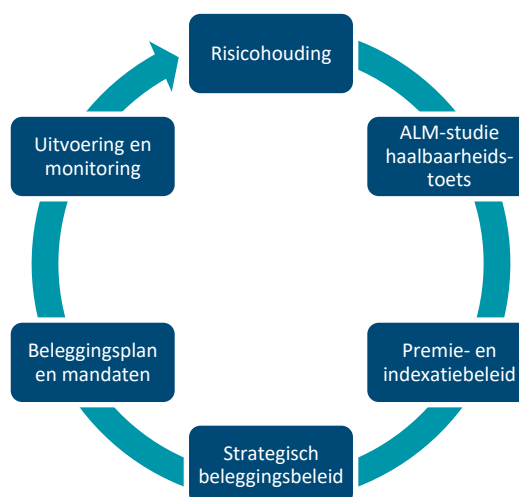 Risicohouding
ALM-studie
haalbaarheids-
toets
Premie- en
indexatiebeleid
Strategisch
beleggingsbeleid
Beleggingsplan
en mandaten
Uitvoering en
monitoring